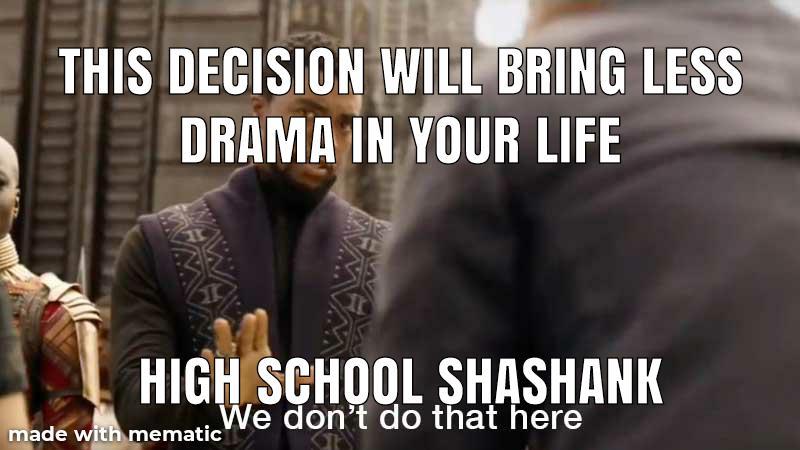 THIS DECISION WILL BRING LESS
DRAMA IN YOUR LIFE
HIGH SCHOOL SHASHANK
We don't do that here
made with mematic